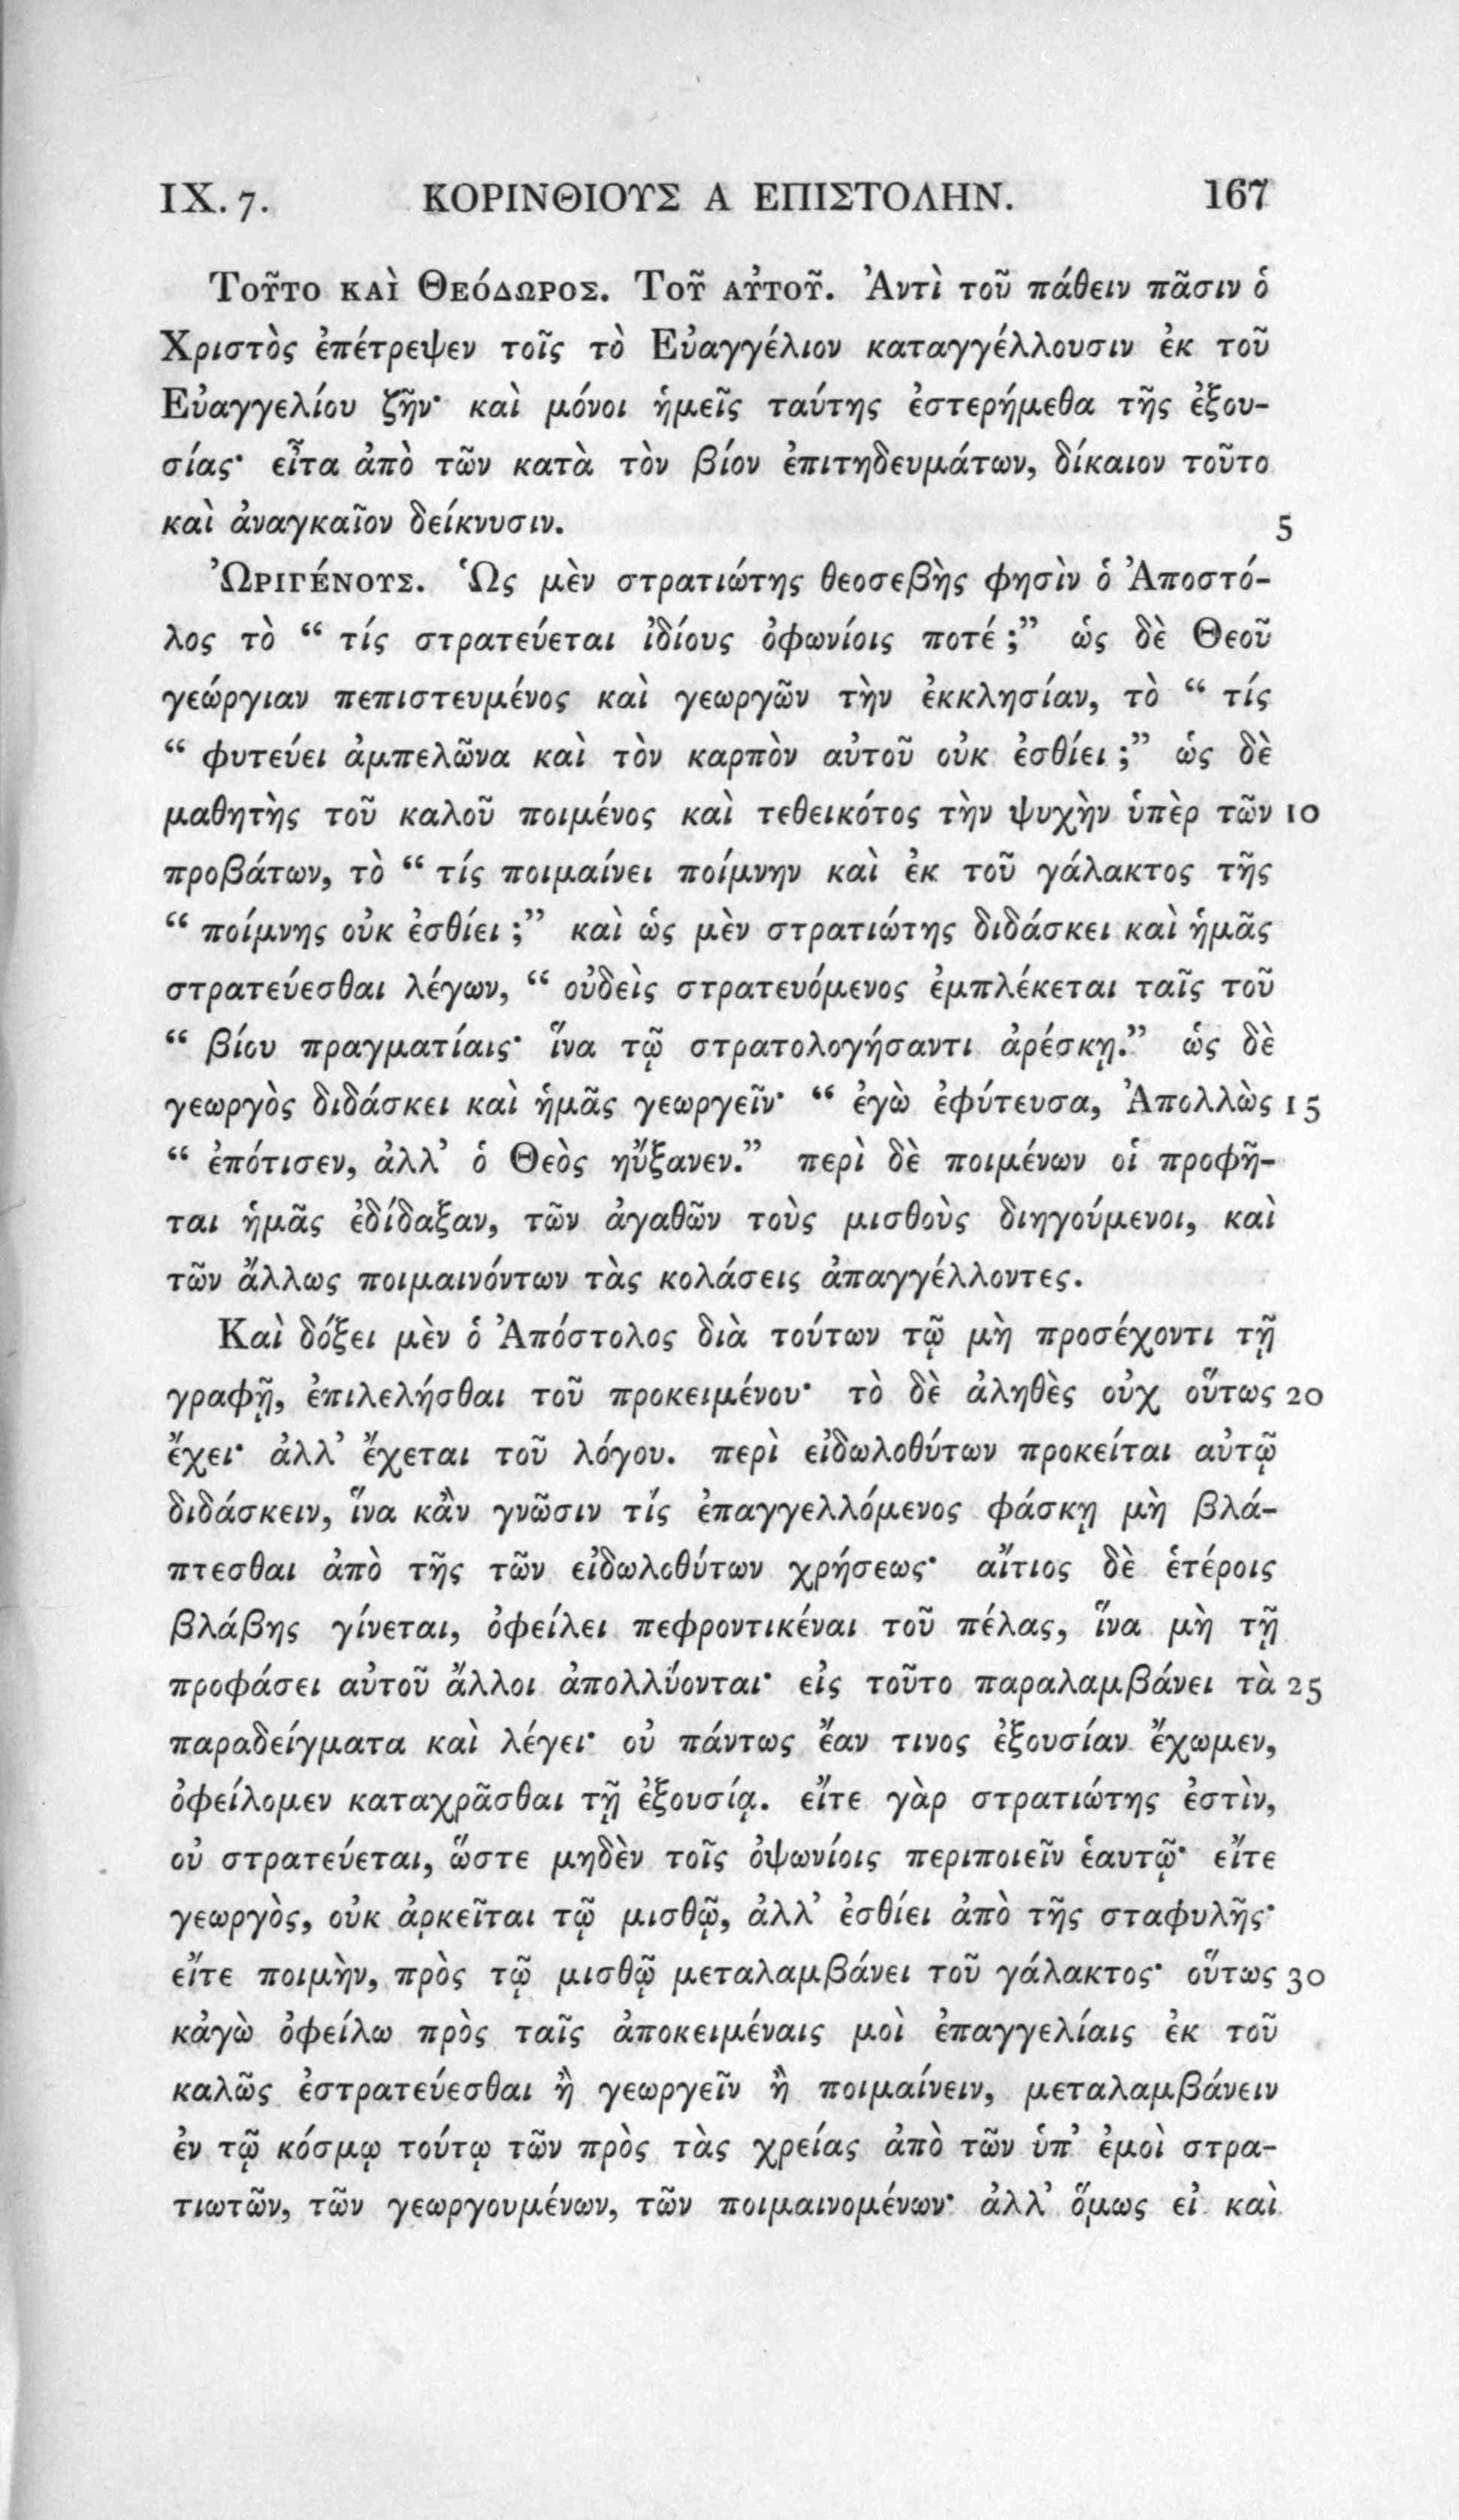 IX. 7. ΚΟΡΙΝΘΙΟΥΣ Α ΕΠΙΣΤΟΛΗΝ. 167
Τοῦτο καὶ Θεόδωρος. Τοῦ αὐτοῦ. Ἀντὶ τοῦ πάθειν πᾶσιν ὁ
Χριστὸς ἐπέτρεψεν τοῖς τὸ Εὐαγγέλιον καταγγέλλουσιν ἐκ τοῦ
Εὐαγγελίου ζῆν· καὶ μόνοι ἡμεῖς ταύτης ἐστερήμεθα τῆς ἐξου-
σίας· εἶτα ἀπὸ τῶν κατὰ τὸν βίον ἐπιτηδευμάτων, δίκαιον τοῦτο
καὶ ἀναγκαῖον δείκνυσιν. 5
Ὠριγένους. Ὡς μὲν στρατιώτης θεοσεβὴς φησὶν ὁ Ἀποστό-
λος τὸ “ τίς στρατεύεται ἰδίους ὀφωνίοις ποτέ ;” ὡς δὲ Θεοῦ
γεώργιαν πεπιστευμένος καὶ γεωργῶν τὴν ἐκκλησίαν, τὸ “ τίς
“ φυτεύει ἀμπελῶνα καὶ τὸν καρπὸν αὐτοῦ οὐκ ἐσθίει ;” ὡς δὲ
μαθητὴς τοῦ καλοῦ ποιμένος καὶ τεθεικότος τὴν ψυχὴν ὑπὲρ τῶν 10
προβάτων, τὸ “ τίς ποιμαίνει ποίμνην καὶ ἐκ τοῦ γάλακτος τῆς
“ ποίμνης οὐκ ἐσθίει ;” καὶ ὡς μὲν στρατιώτης διδάσκει καὶ ἡμᾶς
στρατεύεσθαι λέγων, “ οὐδεὶς στρατευόμενος ἐμπλέκεται ταῖς τοῦ
“ βίου πραγματίαις· ἵνα τῷ στρατολογήσαντι ἀρέσκῃ.” ὡς δὲ
γεωργὸς διδάσκει καὶ ἡμᾶς γεωργεῖν· “ ἐγὼ ἐφύτευσα, Ἀπολλὼς 15
“ ἐπότισεν, ἀλλ’ ὁ Θεὸς ηὔξανεν.” περὶ δὲ ποιμένων οἱ προφῆ-
ται ἡμᾶς ἐδίδαξαν, τῶν ἀγαθῶν τοὺς μισθοὺς διηγούμενοι, καὶ
τῶν ἄλλως ποιμαινόντων τὰς κολάσεις ἀπαγγέλλοντες.
Καὶ δόξει μὲν ὁ Ἀπόστολος διὰ τούτων τῷ μὴ προσέχοντι τῇ
γραφῇ, ἐπιλελήσθαι τοῦ προκειμένου· τὸ δὲ ἀληθὲς οὐχ οὕτως 20
ἔχει· ἀλλ’ ἔχεται τοῦ λόγου. περὶ εἰδωλοθύτων προκείται αὐτῷ
διδάσκειν, ἵνα κἂν γνῶσιν τίς ἐπαγγελλόμενος φάσκῃ μὴ βλά-
πτεσθαι ἀπὸ τῆς τῶν εἰδωλοθύτων χρήσεως· αἴτιος δὲ ἑτέροις
βλάβης γίνεται, ὀφείλει πεφροντικέναι τοῦ πέλας, ἵνα μὴ τῇ
προφάσει αὐτοῦ ἄλλοι ἀπολλύονται· εἰς τοῦτο παραλαμβάνει τὰ 25
παραδείγματα καὶ λέγει· οὐ πάντως ἔαν τινος ἐξουσίαν ἔχωμεν,
ὀφείλομεν καταχρᾶσθαι τῇ ἐξουσίᾳ. εἴτε γὰρ στρατιώτης ἐστὶν,
οὐ στρατεύεται, ὥστε μηδὲν τοῖς ὀψωνίοις περιποιεῖν ἑαυτῷ· εἴτε
γεωργὸς, οὐκ ἀρκεῖται τῷ μισθῷ, ἀλλ’ ἐσθίει ἀπὸ τῆς σταφυλῆς·
εἴτε ποιμὴν, πρὸς τῷ μισθῷ μεταλαμβάνει τοῦ γάλακτος· οὕτως 30
κἀγὼ ὀφείλω πρὸς ταῖς ἀποκειμέναις μοὶ ἐπαγγελίαις ἐκ τοῦ
καλῶς ἐστρατεύεσθαι ἢ γεωργεῖν ἢ ποιμαίνειν, μεταλαμβάνειν
ἐν τῷ κόσμῳ τούτῳ τῶν πρὸς τὰς χρείας ἀπὸ τῶν ὑπ’ ἐμοὶ στρα-
τιωτῶν, τῶν γεωργουμένων, τῶν ποιμαινομένων· ἀλλ’ ὅμως εἰ καὶ